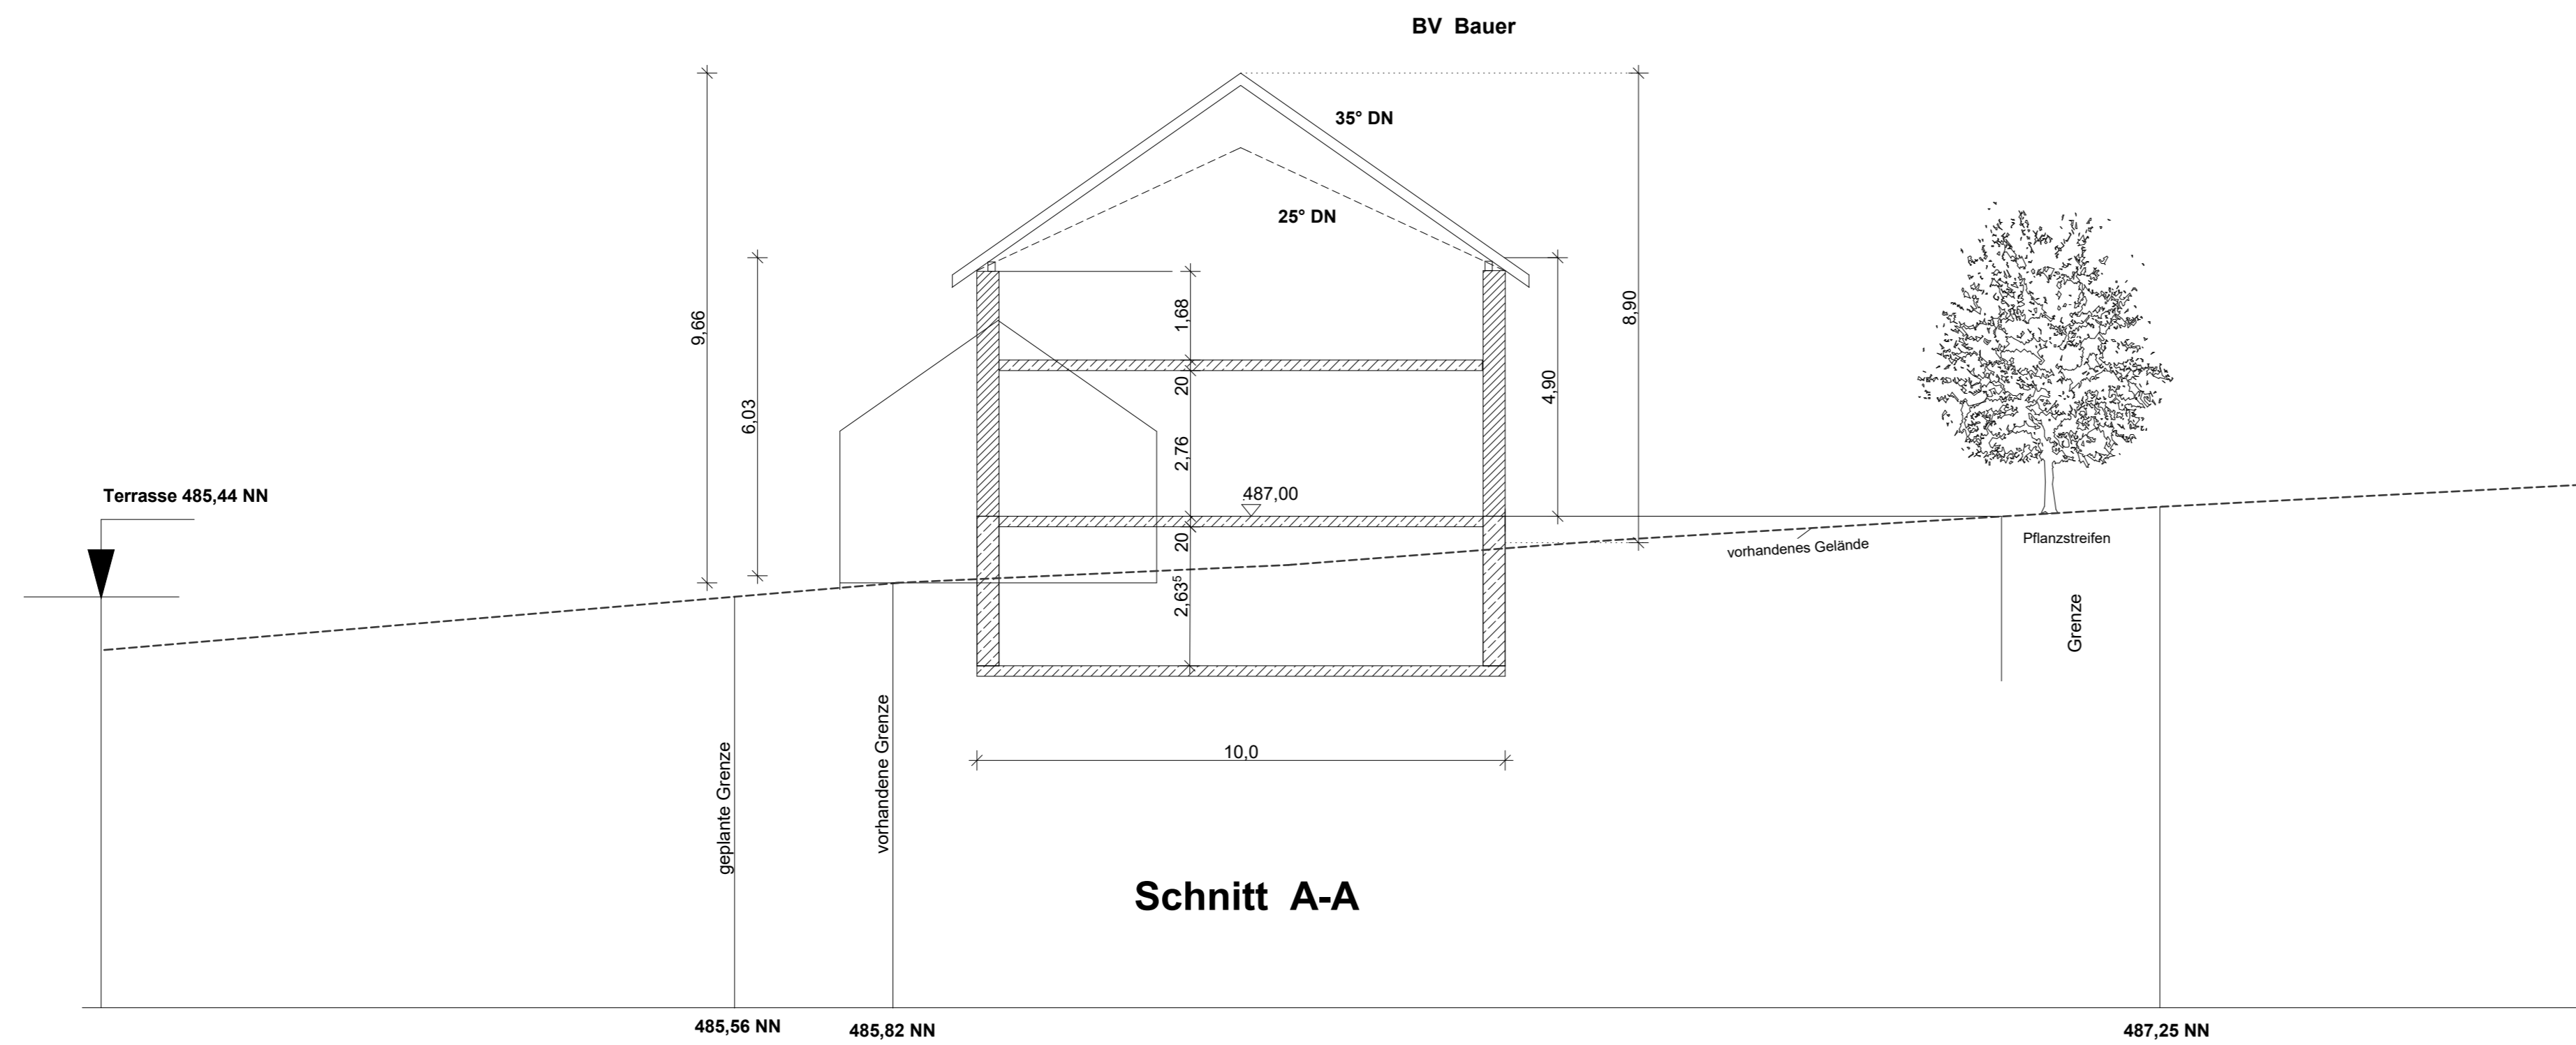 BV Bauer
35° DN
25° DN
9,66
6,03
1,68
20
2,76
487,00
20
2,63⁵
4,90
8,90
Terrasse 485,44 NN
vorhandenes Gelände
Pflanzstreifen
Grenze
geplante Grenze
vorhandene Grenze
10,0
Schnitt A-A
485,56 NN
485,82 NN
487,25 NN